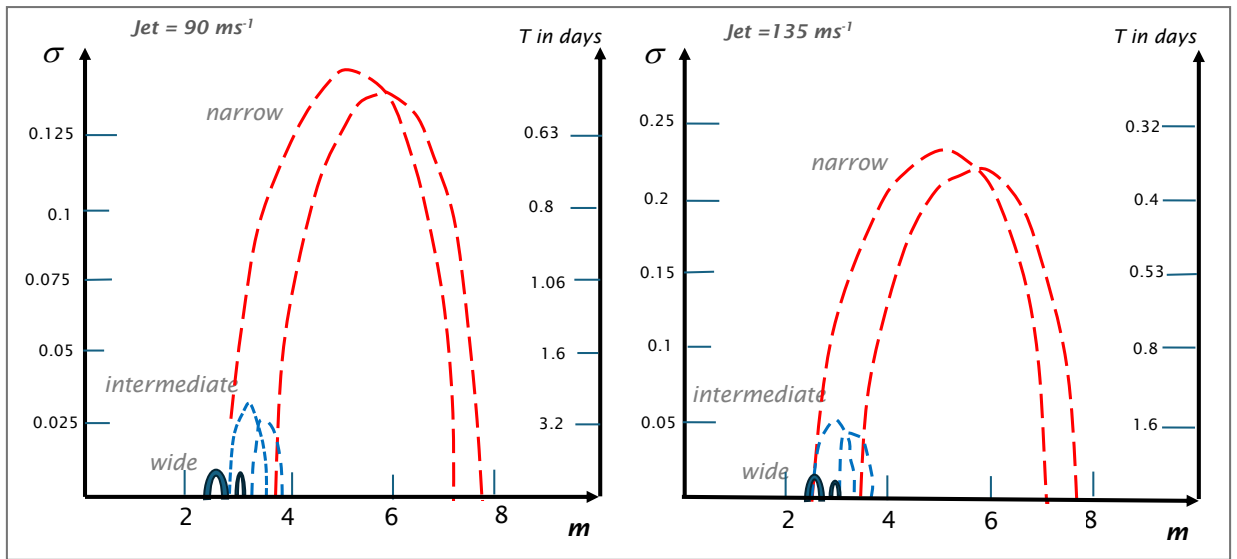 Jet = 90 ms-1
σ
T in days
narrow
0.125
0.63
0.1
0.8
0.075
1.06
0.05
1.6
intermediate
0.025
3.2
wide
2
4
6
8
m
Jet =135 ms-1
σ
T in days
0.25
0.32
narrow
0.2
0.4
0.15
0.53
0.1
0.8
intermediate
0.05
1.6
wide
2
4
6
8
m